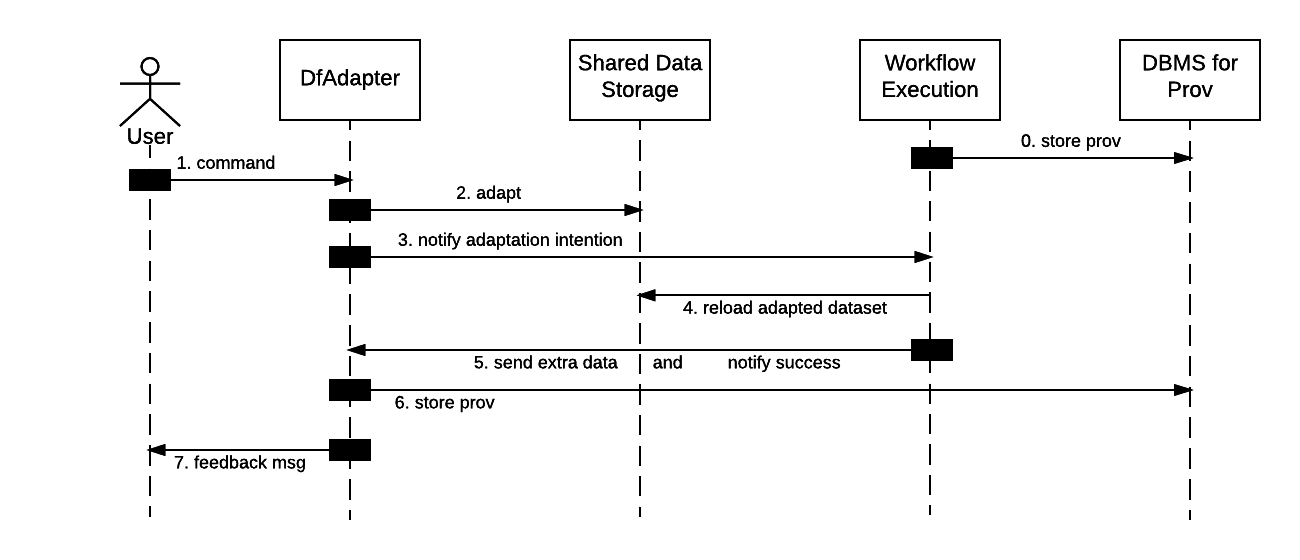 DfAdapter
Shared Data
Storage
Workflow
Execution
DBMS for
Prov
User
0. store prov
1. command
2. adapt
3. notify adaptation intention
4. reload adapted dataset
5. send extra data and notify success
6. store prov
7. feedback msg